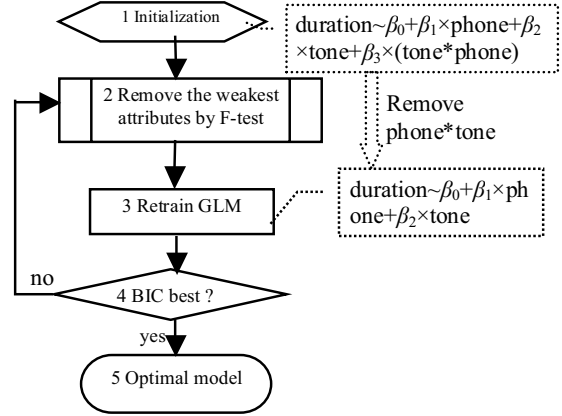 1 Initialization
duration~β₀+β₁×phone+β₂
×tone+β₃×(tone*phone)
2 Remove the weakest
attributes by F-test
Remove
phone*tone
3 Retrain GLM
duration~β₀+β₁×ph
one+β₂×tone
4 BIC best ?
no
yes
5 Optimal model